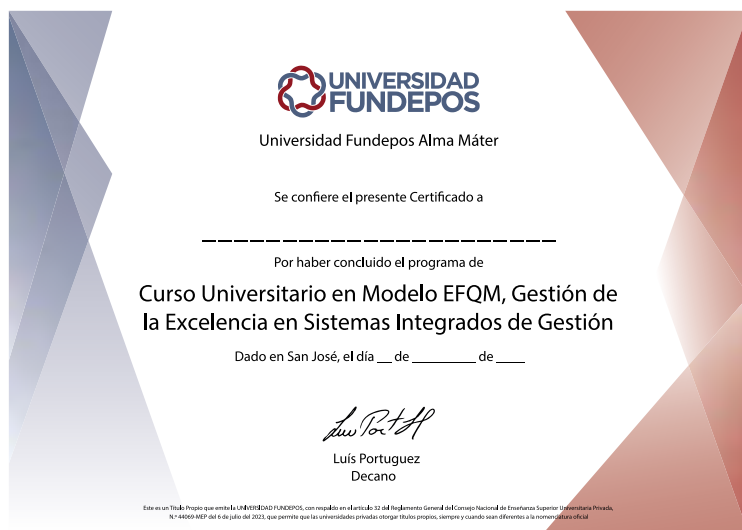 UNIVERSIDAD
FUNDEPOS
Universidad Fundepos Alma Máter
Se confiere el presente Certificado a
Por haber concluido el programa de
Curso Universitario en Modelo EFQM, Gestión de
la Excelencia en Sistemas Integrados de Gestión
Dado en San José, el día __ de _________ de ____
Luís Portuguez
Decano
Este es un Título Propio que emite la UNIVERSIDAD FUNDEPOS, con respaldo en el artículo 32 del Reglamento General del Consejo Nacional de Enseñanza Superior Universitaria Privada,
N.º 44069-MEP del 6 de julio del 2023, que permite que las universidades privadas otorgar títulos propios, siempre y cuando sean diferentes a la nomenclatura oficial